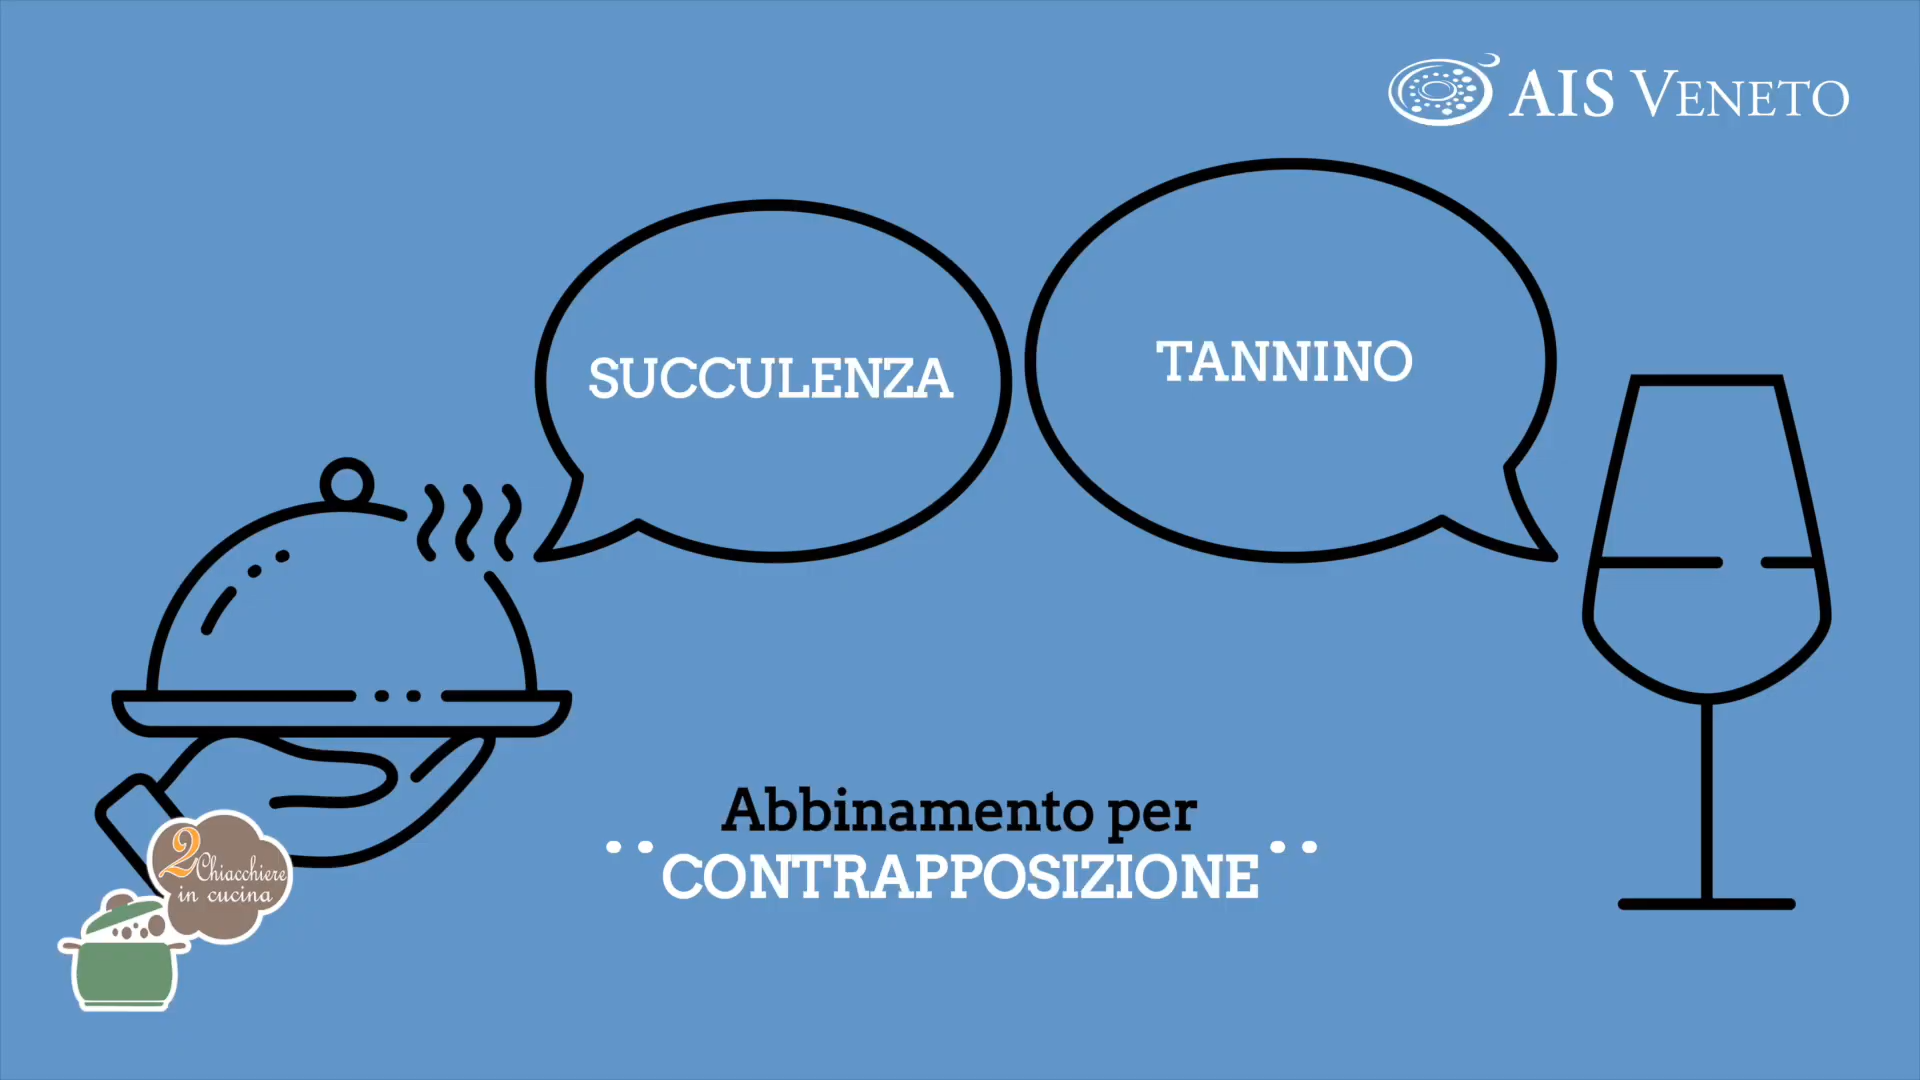 AIS VENETO
SUCCULENZA
TANNINO
Abbinamento per
CONTRAPPOSIZIONE
2 Chiacchiere
in cucina